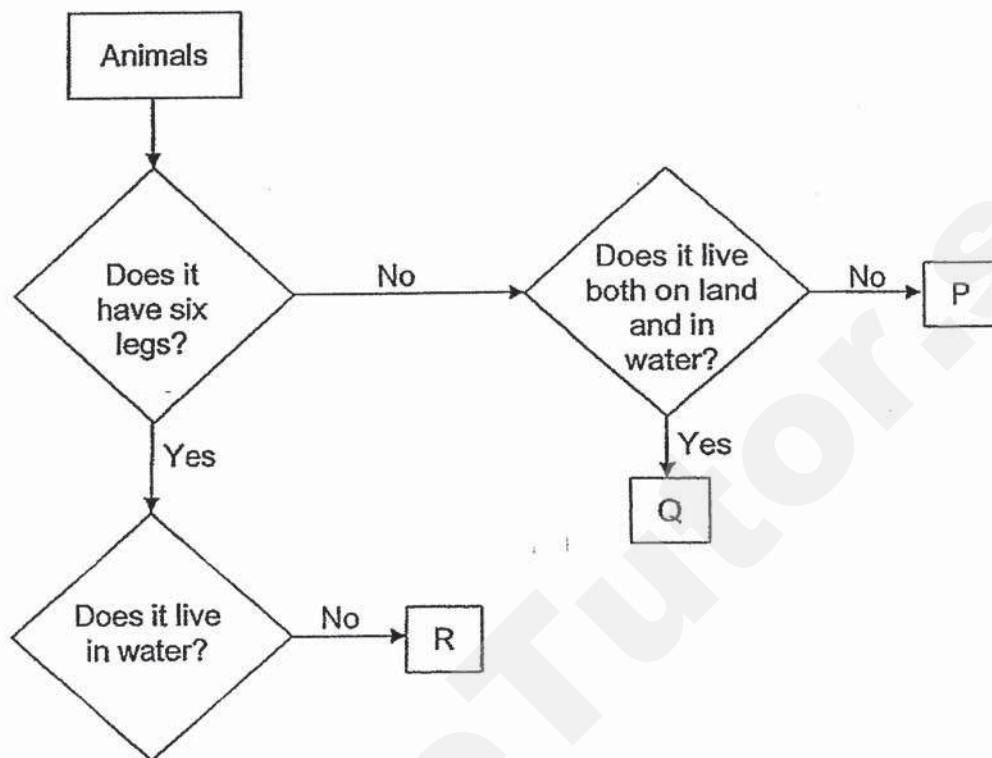 Animals
Does it
have six
legs?
No
Does it live
both on land
and in
water?
No
P
Yes
Q
Yes
Does it live
in water?
No
R
Tutor.s